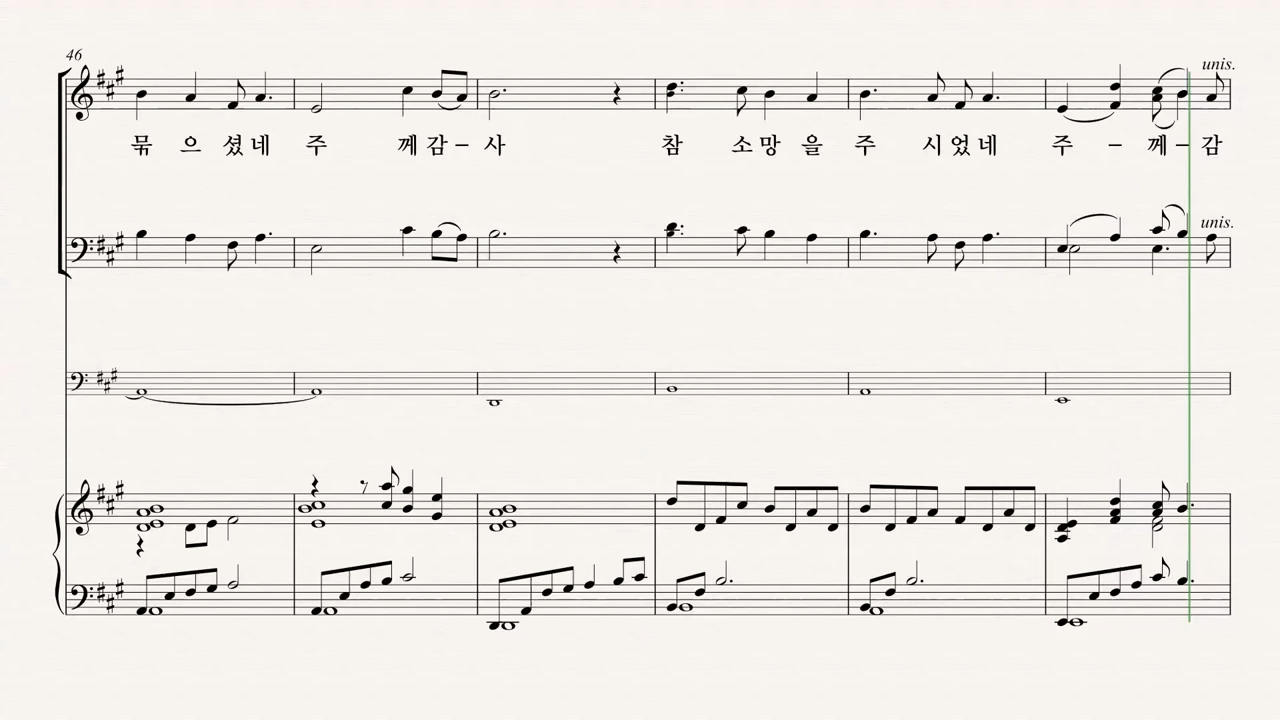 46
unis.
묶 으 셨 네 주 께 감 – 사 참 소 망 을 주 시 었 네 주 – 께 – 감
unis.